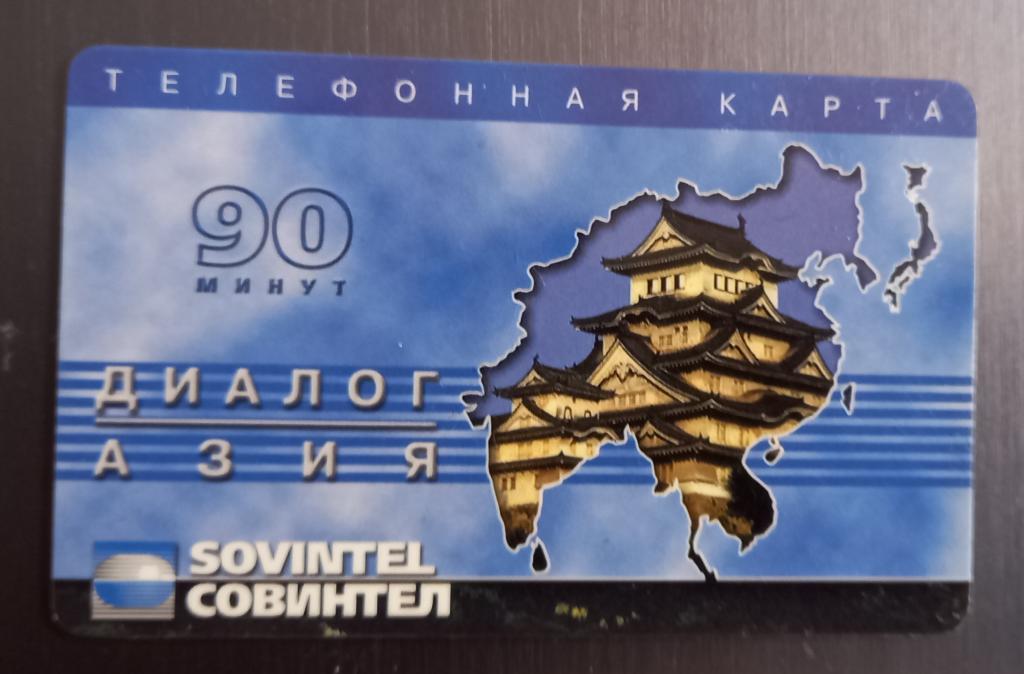 ТЕЛЕФОННАЯ КАРТА
90
МИНУТ
ДИАЛОГ
АЗИЯ
SOVINTEL
СОВИНТЕЛ